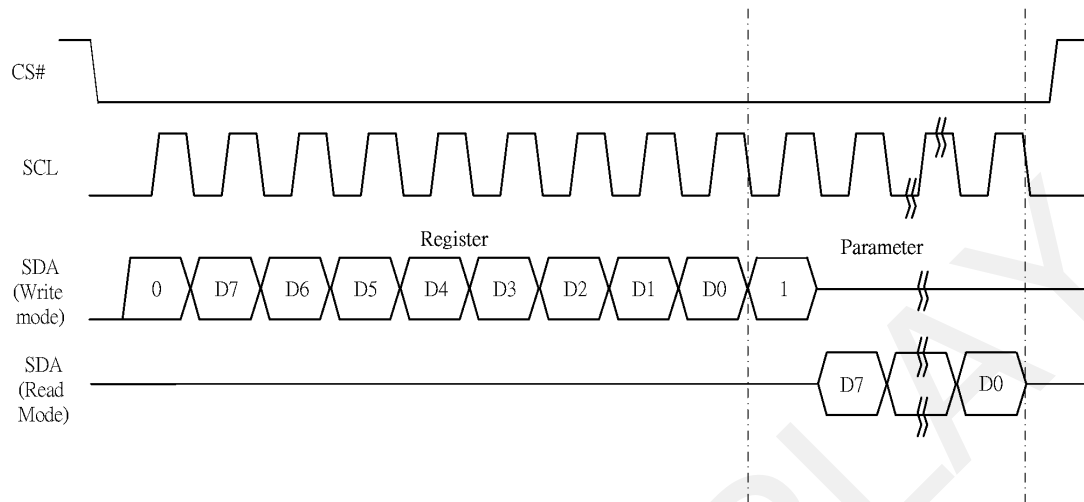 CS#
SCL
Register
Parameter
SDA
(Write
mode)
0 D7 D6 D5 D4 D3 D2 D1 D0 1
SDA
(Read
Mode)
D7 D0
PLAY